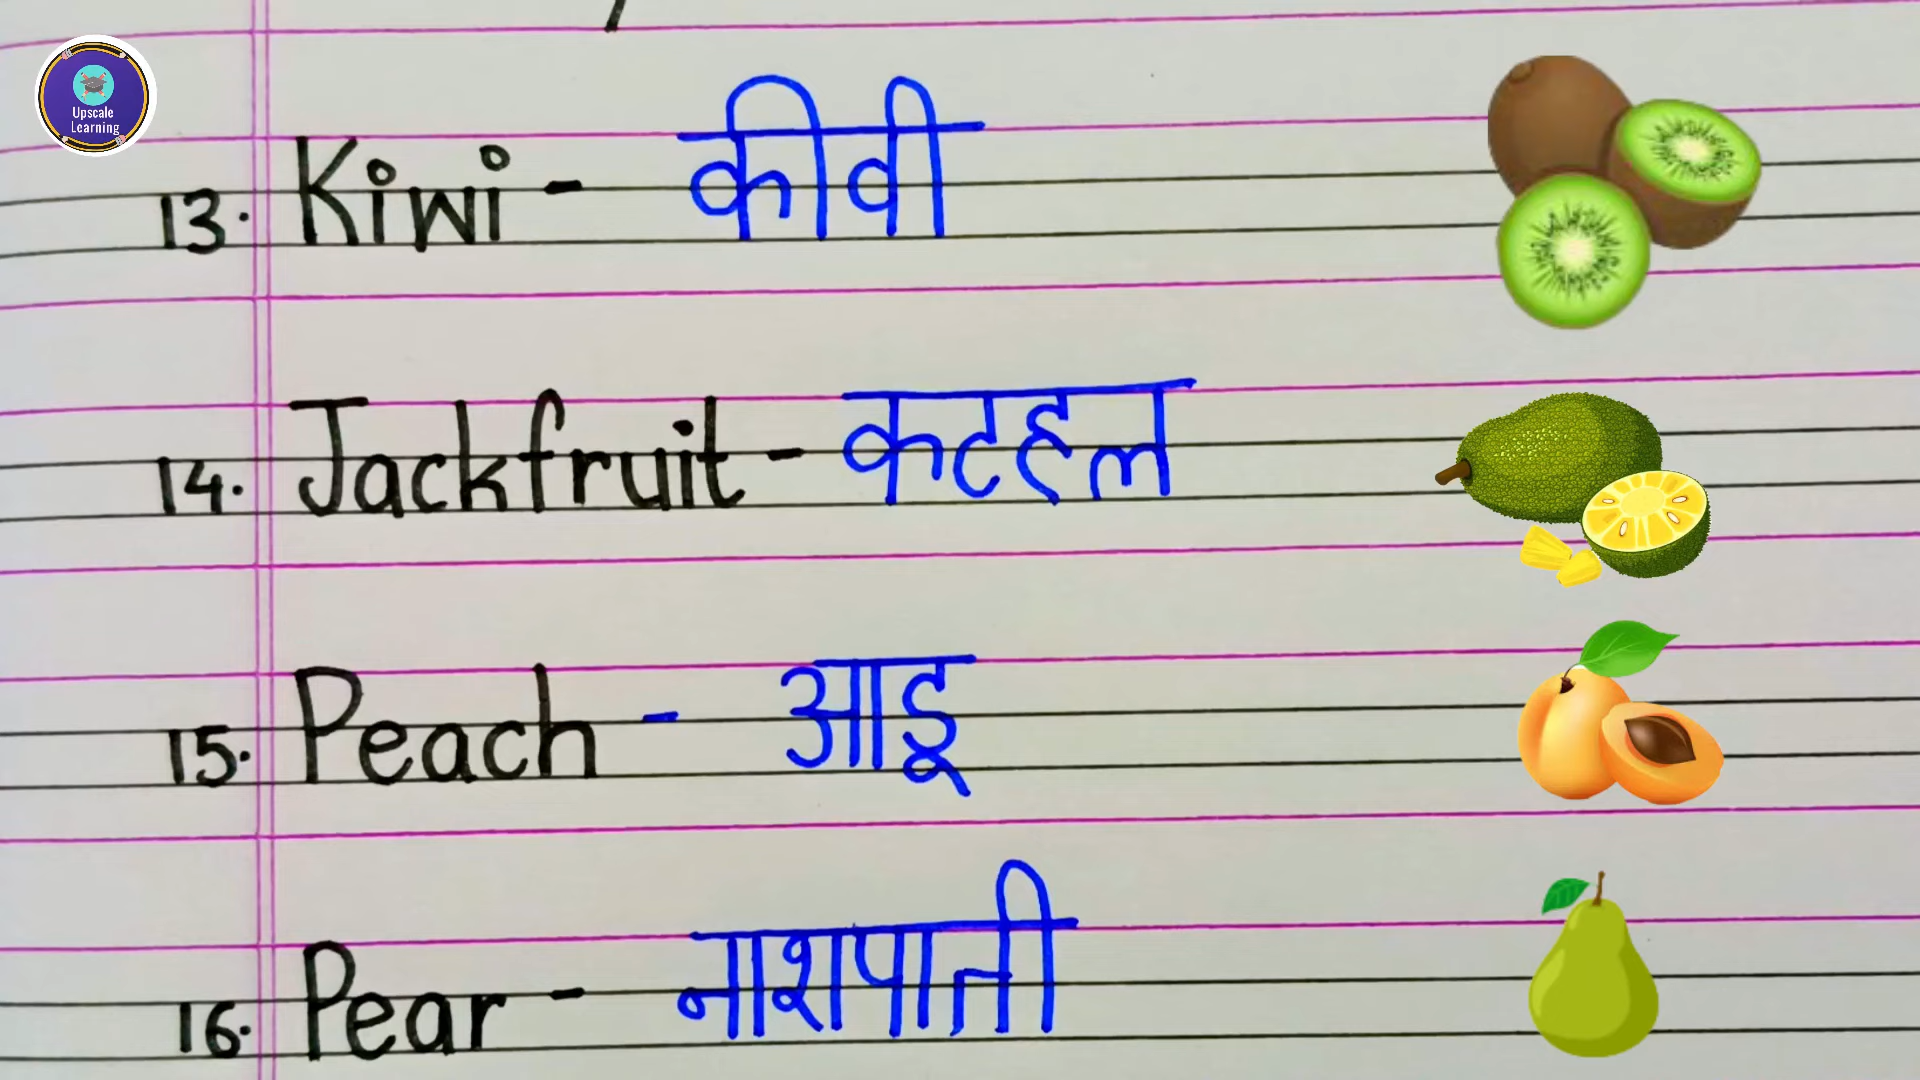 Upscale
Learning
13. Kiwi - कीवी
14. Jackfruit - कटहल
15. Peach - आडू
16. Pear - नाशपाती